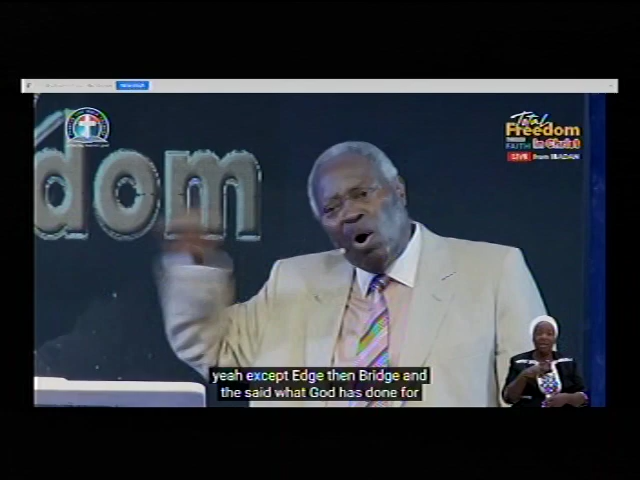 Total
Freedom
THROUGH
FAITH in Christ
LIVE from IBADAN
dom
yeah except Edge then Bridge and
the said what God has done for